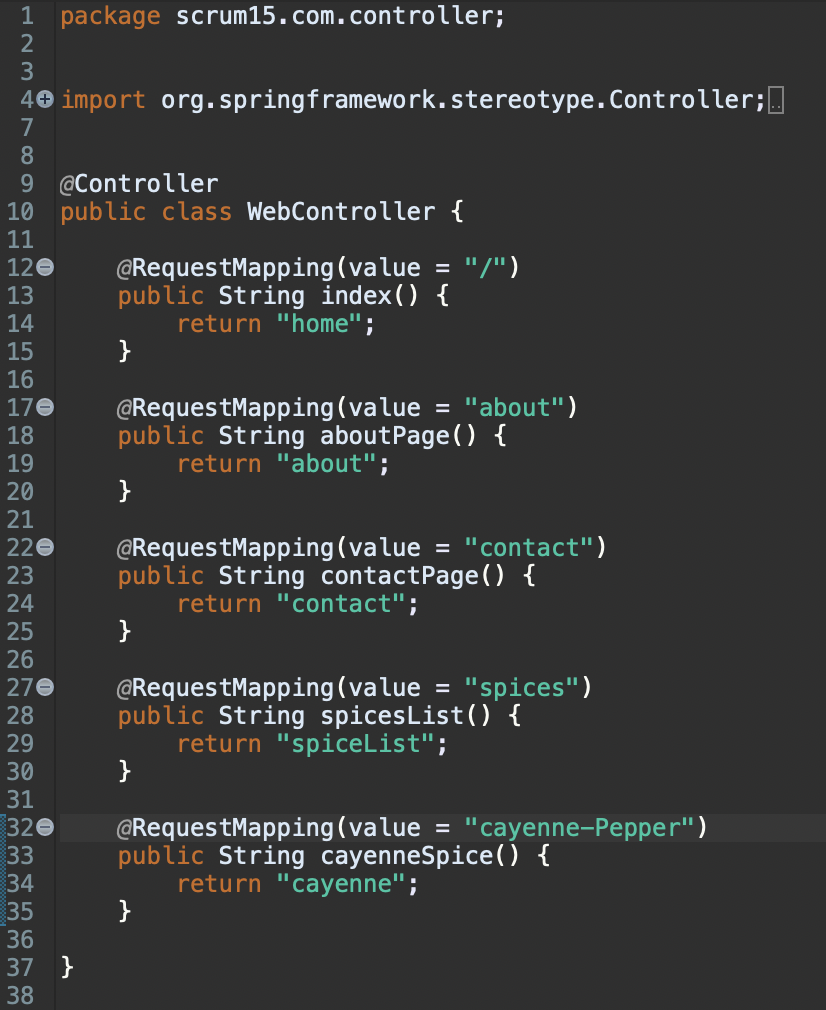 1 package scrum15.com.controller;
2
3
4 import org.springframework.stereotype.Controller;
7
8
9 @Controller
10 public class WebController {
11
12     @RequestMapping(value = "/")
13     public String index() {
14         return "home";
15     }
16
17     @RequestMapping(value = "about")
18     public String aboutPage() {
19         return "about";
20     }
21
22     @RequestMapping(value = "contact")
23     public String contactPage() {
24         return "contact";
25     }
26
27     @RequestMapping(value = "spices")
28     public String spicesList() {
29         return "spiceList";
30     }
31
32     @RequestMapping(value = "cayenne-Pepper")
33     public String cayenneSpice() {
34         return "cayenne";
35     }
36
37 }
38